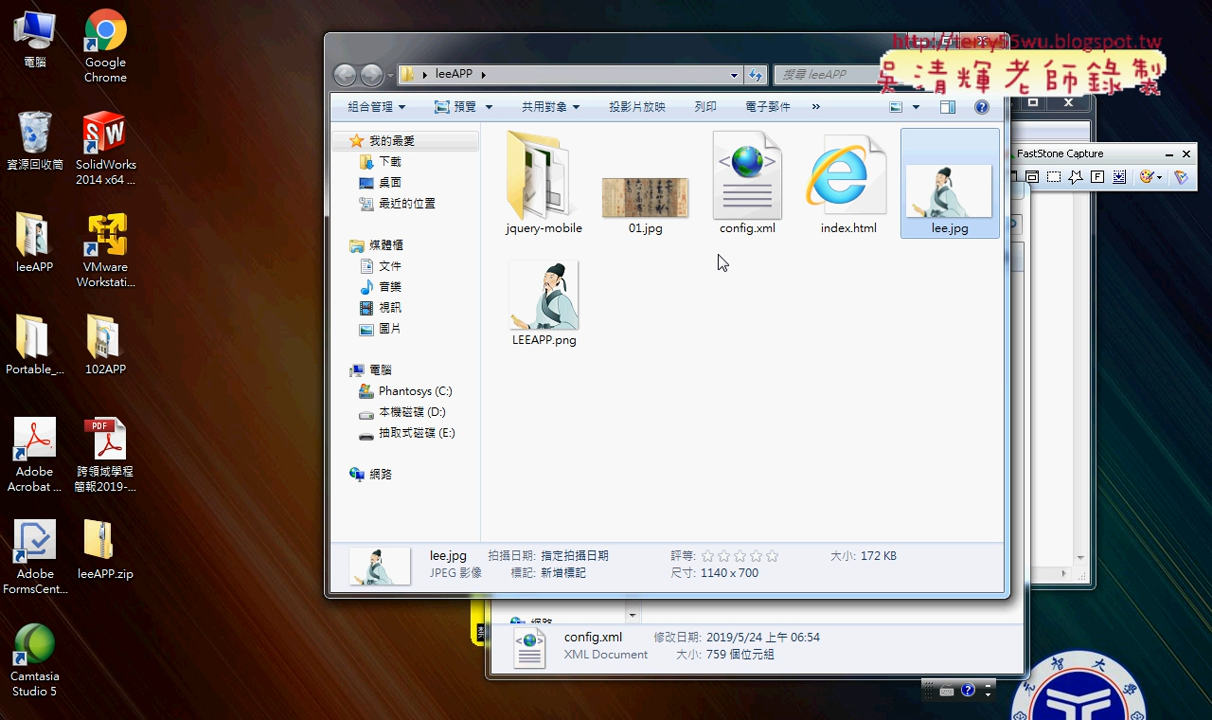 電腦
Google
Chrome
資源回收筒
SolidWorks
2014 x64 ...
leeAPP
VMware
Workstati...
Portable_...
102APP
PDF
Adobe
Acrobat ...
跨領域學程
簡報2019-...
Adobe
FormsCent...
leeAPP.zip
Camtasia
Studio 5
http://terry55wu.blogspot.tw
吳清輝老師錄製
leeAPP
搜尋 leeAPP
組合管理
預覽
共用對象
投影片放映
列印
電子郵件
»
我的最愛
下載
桌面
最近的位置
媒體櫃
文件
音樂
視訊
圖片
電腦
Phantosys (C:)
本機磁碟 (D:)
抽取式磁碟 (E:)
網路
jquery-mobile
01.jpg
config.xml
index.html
lee.jpg
LEEAPP.png
lee.jpg
拍攝日期: 指定拍攝日期
評等:
大小: 172 KB
JPEG 影像
標記: 新增標記
尺寸: 1140 x 700
FastStone Capture
網路
config.xml
修改日期: 2019/5/24 上午 06:54
XML Document
大小: 759 個位元組
智大